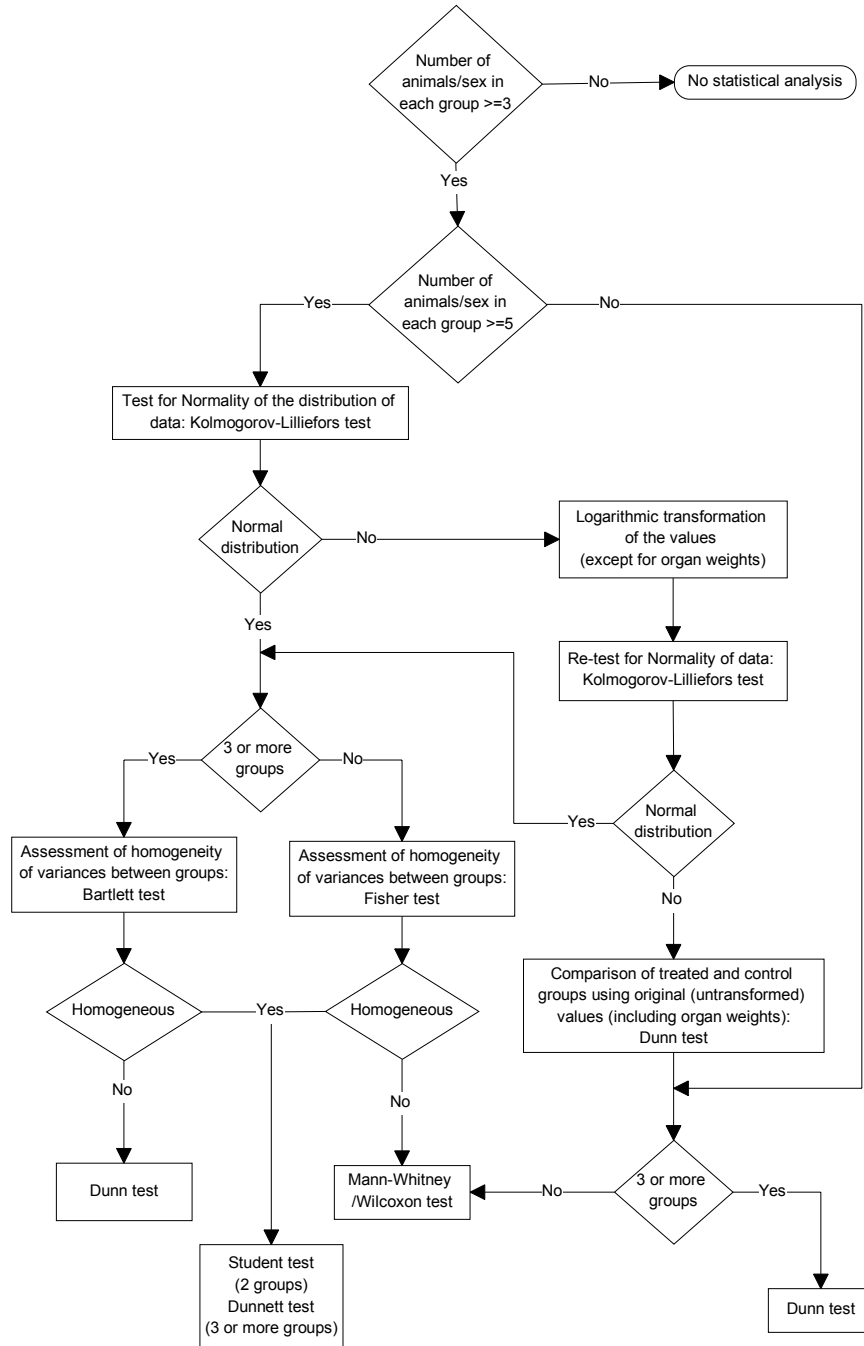 Number of
animals/sex in
each group >=3
No
No statistical analysis
Yes
Number of
animals/sex in
each group >=5
Yes
No
Test for Normality of the distribution of
data: Kolmogorov-Lilliefors test
Normal
distribution
No
Logarithmic transformation
of the values
(except for organ weights)
Yes
Re-test for Normality of data:
Kolmogorov-Lilliefors test
3 or more
groups
Yes
No
Normal
distribution
Yes
Assessment of homogeneity
of variances between groups:
Bartlett test
Assessment of homogeneity
of variances between groups:
Fisher test
No
Comparison of treated and control
groups using original (untransformed)
values (including organ weights):
Dunn test
Homogeneous
Yes
Homogeneous
No
No
Dunn test
Mann-Whitney
/Wilcoxon test
No
3 or more
groups
Yes
Student test
(2 groups)
Dunnett test
(3 or more groups)
Dunn test